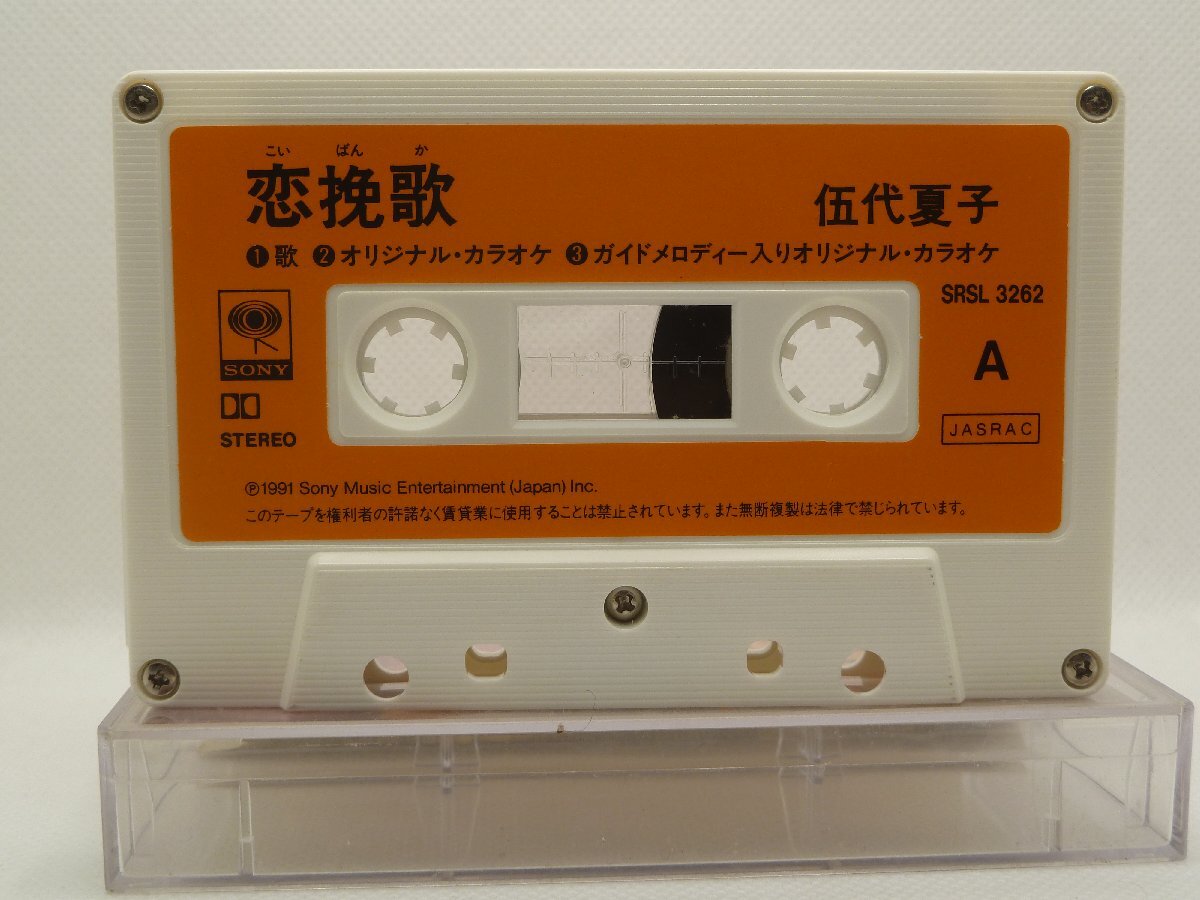 こい ばん か
恋挽歌
伍代夏子
❶歌 ❷オリジナル・カラオケ ❸ガイドメロディー入りオリジナル・カラオケ
SRSL 3262
A
SONY
STEREO
JASRAC
℗1991 Sony Music Entertainment (Japan) Inc.
このテープを権利者の許諾なく賃貸業に使用することは禁止されています。また無断複製は法律で禁じられています。